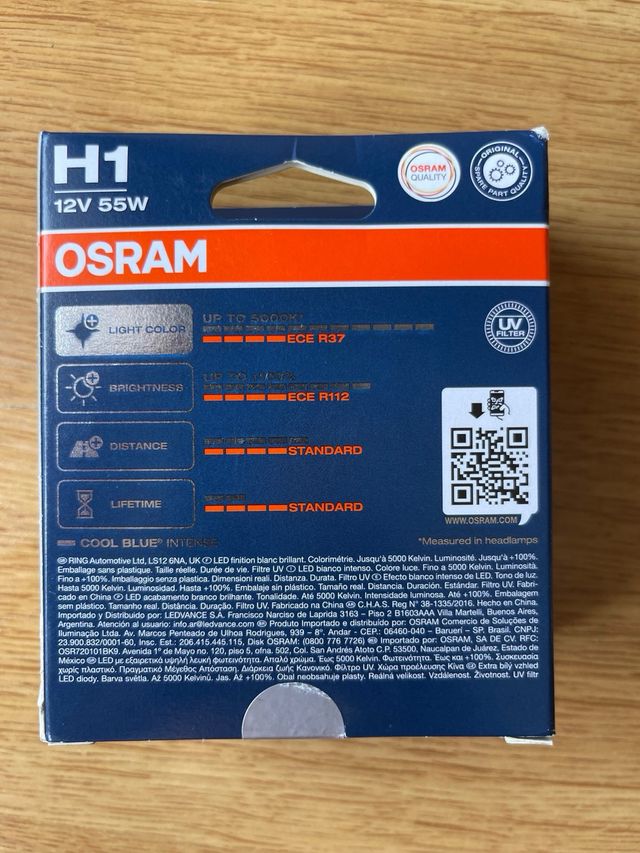 H1
12V 55W
OSRAM QUALITY
ORIGINAL SPARE PART QUALITY
OSRAM
LIGHT COLOR
UP TO 5000K*
ECE R37
UV FILTER
BRIGHTNESS
UP TO
ECE R112
DISTANCE
STANDARD
LIFETIME
STANDARD
WWW.OSRAM.COM
COOL BLUE® INTENSE
*Measured in headlamps
RING Automotive Ltd, LS12 6NA, UK Ⓕ LED finition blanc brillant. Colorimétrie. Jusqu'à 5000 Kelvin. Luminosité. Jusqu'à +100%.
Emballage sans plastique. Taille réelle. Durée de vie. Filtre UV Ⓘ LED bianco intenso. Colore luce. Fino a 5000 Kelvin. Luminosità.
Fino a +100%. Imballaggio senza plastica. Dimensioni reali. Distanza. Durata. Filtro UV Ⓔ Efecto blanco intenso de LED. Tono de luz.
Hasta 5000 Kelvin. Luminosidad. Hasta +100%. Embalaje sin plástico. Tamaño real. Distancia. Duración. Estándar. Filtro UV. Fabri-
cado en China Ⓟ LED acabamento branco brilhante. Tonalidade. Até 5000 Kelvin. Intensidade luminosa. Até +100%. Embalagem
sem plástico. Tamanho real. Distância. Duração. Filtro UV. Fabricado na China C.H.A.S. Reg N° 38-1335/2016. Hecho en China.
Importado y Distribuido por: LEDVANCE S.A. Francisco Narciso de Laprida 3163 – Piso 2 B1603AAA Villa Martelli, Buenos Aires,
Argentina. Atención al usuario: info.ar@ledvance.com Produto Importado e distribuído por: OSRAM Comercio de Soluções de
Iluminação Ltda. Av. Marcos Penteado de Ulhoa Rodrigues, 939 – 8°. Andar - CEP.: 06460-040 – Barueri – SP. Brasil. CNPJ:
23.900.832/0001-60, Insc. Est.: 206.415.445.115, Disk OSRAM: (0800 776 7726) Importado por: OSRAM, SA DE CV. RFC:
OSR720101BK9. Avenida 1° de Mayo no. 120, piso 5, ofna. 502, Col. San Andrés Atoto C.P. 53500, Naucalpan de Juárez, Estado de
México LED με εξαιρετικά υψηλή λευκή φωτεινότητα. Απαλό χρώμα. Έως 5000 Kelvin. Φωτεινότητα. Έως και +100%. Συσκευασία
χωρίς πλαστικό. Πραγματικό Μέγεθος Απόσταση. Διάρκεια ζωής Κανονικό. Φίλτρο UV. Χώρα προέλευσης Κίνα Extra bílý vzhled
LED diody. Barva světla. Až 5000 Kelvinů. Jas. Až +100%. Obal neobsahuje plasty. Reálná velikost. Vzdálenost. Životnost. UV filtr